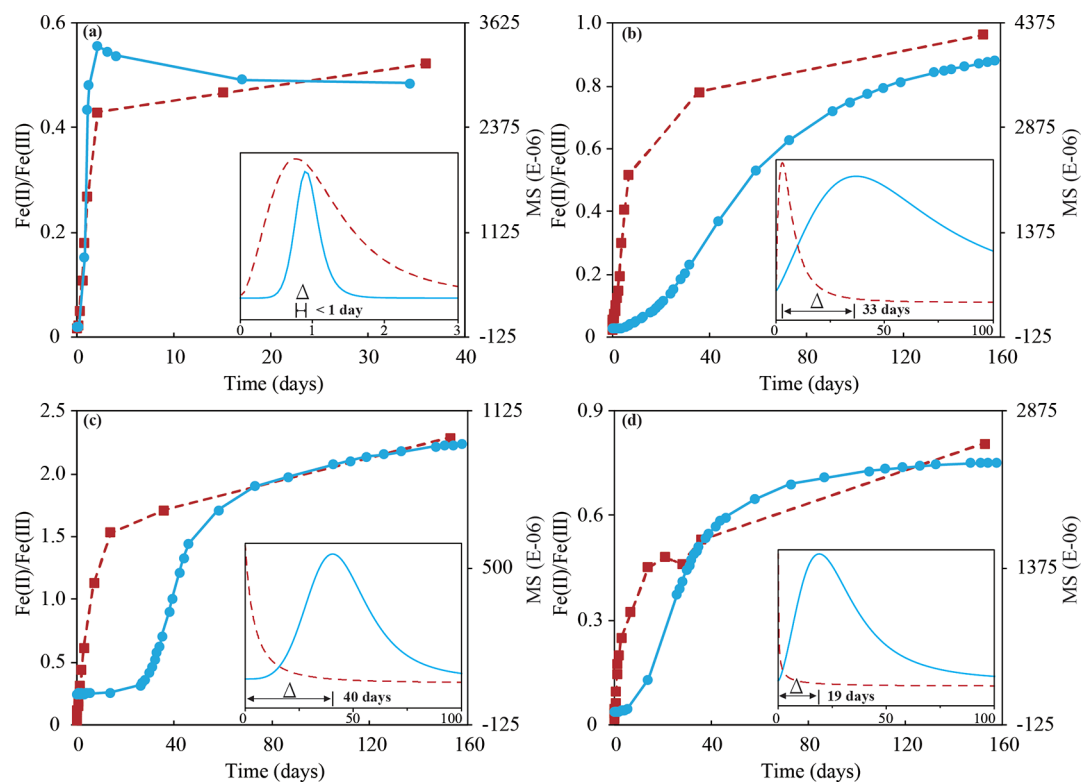 (a)
0.6
0.4
0.2
0
Fe(II)/Fe(III)
3625
2375
1125
-125
MS (E-06)
Δ
< 1 day
0 1 2 3
0 10 20 30 40
Time (days)
(b)
1.0
0.8
0.6
0.4
0.2
0
Fe(II)/Fe(III)
4375
2875
1375
-125
MS (E-06)
Δ
33 days
0 50 100
0 40 80 120 160
Time (days)
(c)
2.5
2.0
1.5
1.0
0.5
0.0
Fe(II)/Fe(III)
1125
500
-125
MS (E-06)
Δ
40 days
0 50 100
0 40 80 120 160
Time (days)
(d)
0.9
0.6
0.3
0
Fe(II)/Fe(III)
2875
1375
-125
MS (E-06)
Δ
19 days
0 50 100
0 40 80 120 160
Time (days)